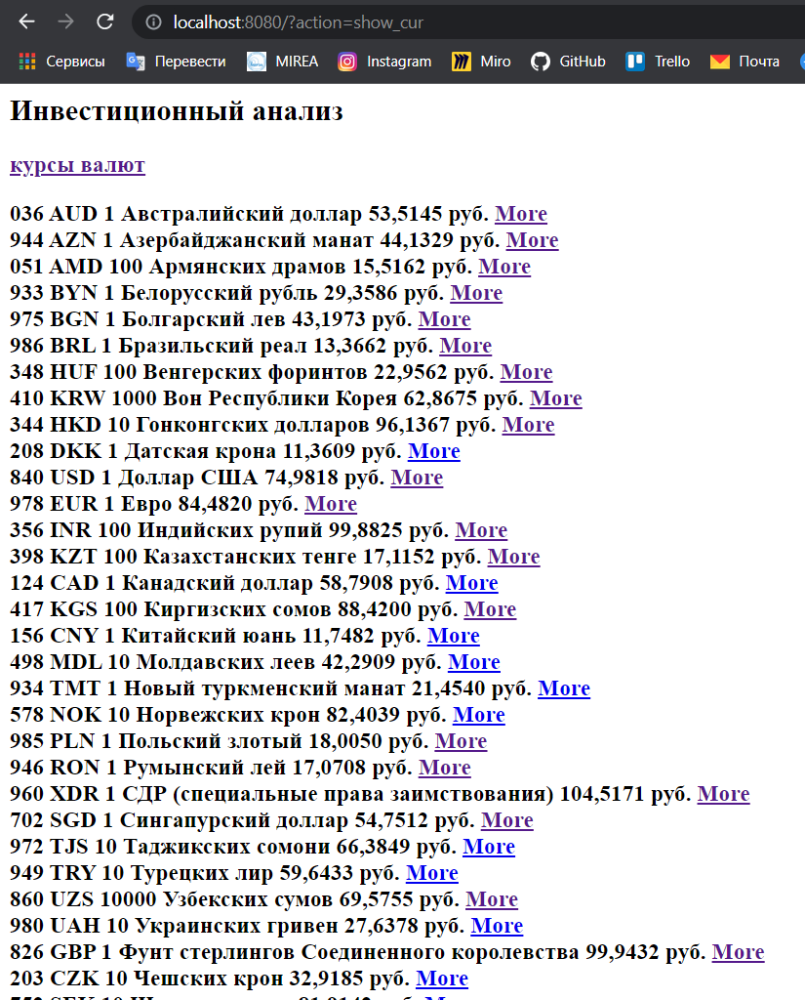 localhost:8080/?action=show_cur
Сервисы Перевести MIREA Instagram Miro GitHub Trello Почта
Инвестиционный анализ
курсы валют
036 AUD 1 Австралийский доллар 53,5145 руб. More
944 AZN 1 Азербайджанский манат 44,1329 руб. More
051 AMD 100 Армянских драмов 15,5162 руб. More
933 BYN 1 Белорусский рубль 29,3586 руб. More
975 BGN 1 Болгарский лев 43,1973 руб. More
986 BRL 1 Бразильский реал 13,3662 руб. More
348 HUF 100 Венгерских форинтов 22,9562 руб. More
410 KRW 1000 Вон Республики Корея 62,8675 руб. More
344 HKD 10 Гонконгских долларов 96,1367 руб. More
208 DKK 1 Датская крона 11,3609 руб. More
840 USD 1 Доллар США 74,9818 руб. More
978 EUR 1 Евро 84,4820 руб. More
356 INR 100 Индийских рупий 99,8825 руб. More
398 KZT 100 Казахстанских тенге 17,1152 руб. More
124 CAD 1 Канадский доллар 58,7908 руб. More
417 KGS 100 Киргизских сомов 88,4200 руб. More
156 CNY 1 Китайский юань 11,7482 руб. More
498 MDL 10 Молдавских леев 42,2909 руб. More
934 TMT 1 Новый туркменский манат 21,4540 руб. More
578 NOK 10 Норвежских крон 82,4039 руб. More
985 PLN 1 Польский злотый 18,0050 руб. More
946 RON 1 Румынский лей 17,0708 руб. More
960 XDR 1 СДР (специальные права заимствования) 104,5171 руб. More
702 SGD 1 Сингапурский доллар 54,7512 руб. More
972 TJS 10 Таджикских сомони 66,3849 руб. More
949 TRY 10 Турецких лир 59,6433 руб. More
860 UZS 10000 Узбекских сумов 69,5755 руб. More
980 UAH 10 Украинских гривен 27,6378 руб. More
826 GBP 1 Фунт стерлингов Соединенного королевства 99,9432 руб. More
203 CZK 10 Чешских крон 32,9185 руб. More